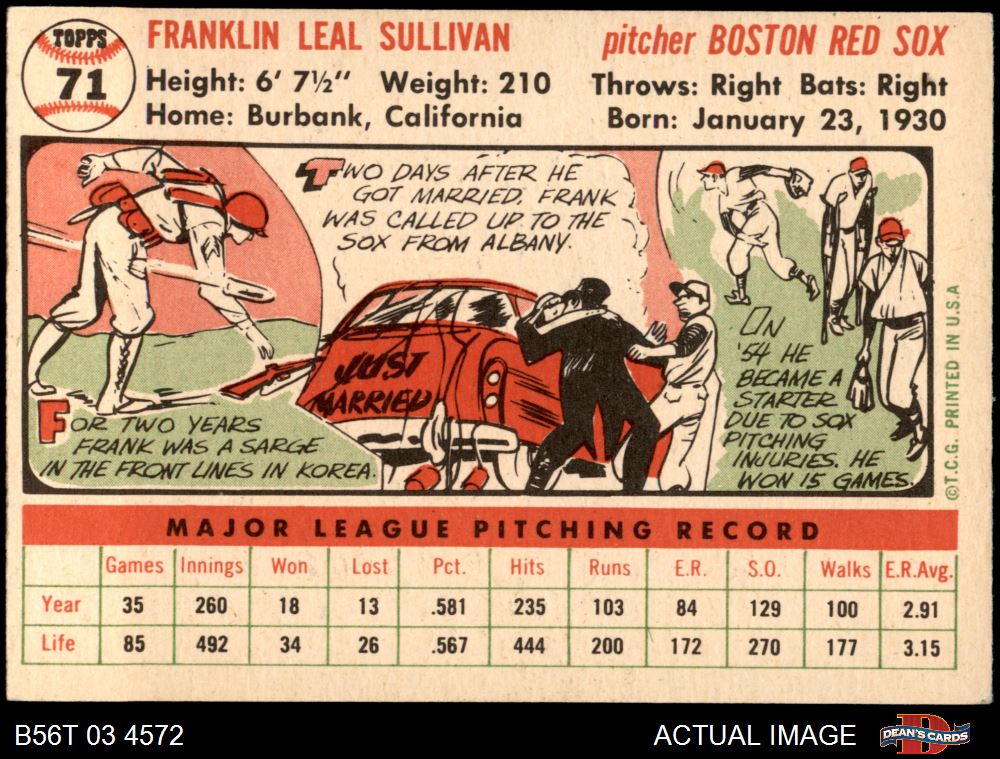 TOPPS
71
FRANKLIN LEAL SULLIVAN pitcher BOSTON RED SOX
Height: 6' 7½" Weight: 210 Throws: Right Bats: Right
Home: Burbank, California Born: January 23, 1930
TWO DAYS AFTER HE
GOT MARRIED, FRANK
WAS CALLED UP TO THE
SOX FROM ALBANY.
JUST
MARRIED
FOR TWO YEARS
FRANK WAS A SARGE
IN THE FRONT LINES IN KOREA.
IN
'54 HE
BECAME A
STARTER
DUE TO SOX
PITCHING
INJURIES. HE
WON 15 GAMES.
©T.C.G. PRINTED IN U.S.A
MAJOR LEAGUE PITCHING RECORD
Games Innings Won Lost Pct. Hits Runs E.R. S.O. Walks E.R.Avg.
Year 35 260 18 13 .581 235 103 84 129 100 2.91
Life 85 492 34 26 .567 444 200 172 270 177 3.15
B56T 03 4572 ACTUAL IMAGE D DEAN'S CARDS